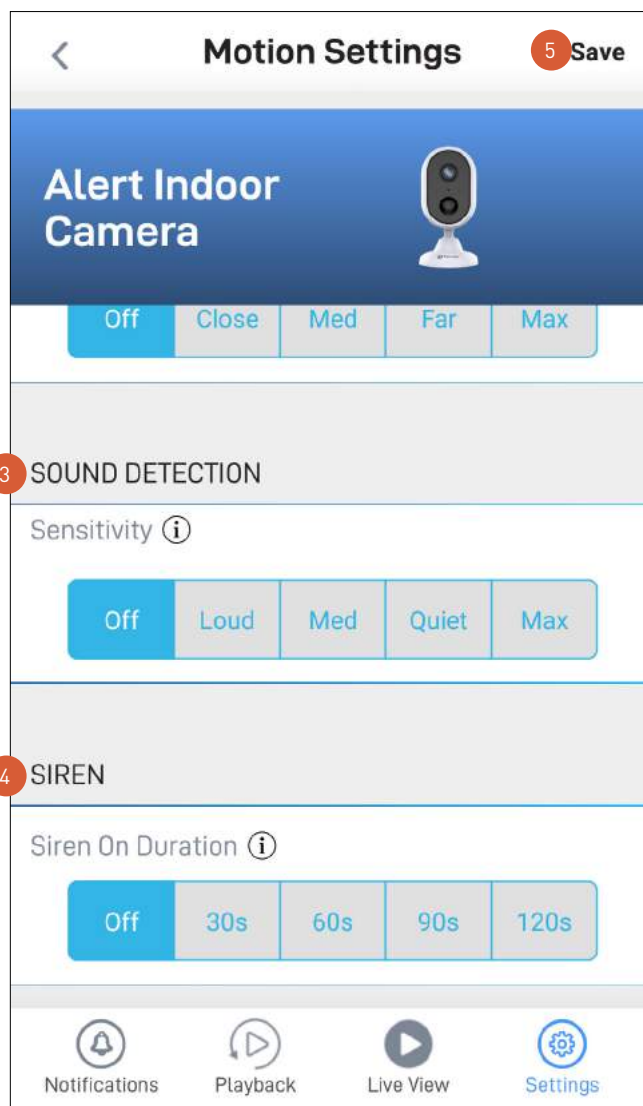 Motion Settings
5 Save
Alert Indoor
Camera
Off Close Med Far Max
3 SOUND DETECTION
Sensitivity i
Off Loud Med Quiet Max
4 SIREN
Siren On Duration i
Off 30s 60s 90s 120s
Notifications Playback Live View Settings